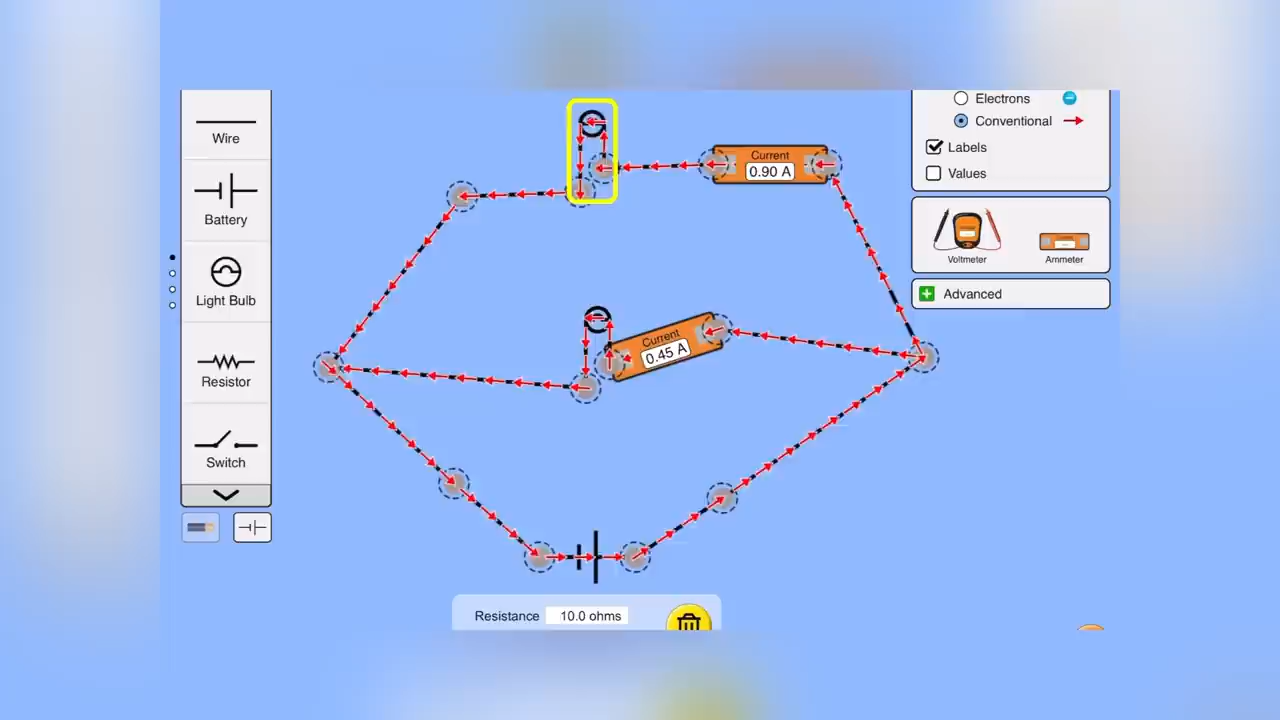 Wire
Battery
Light Bulb
Resistor
Switch
Current
0.90 A
Current
0.45 A
Resistance 10.0 ohms
Electrons
Conventional
Labels
Values
Voltmeter
Ammeter
Advanced